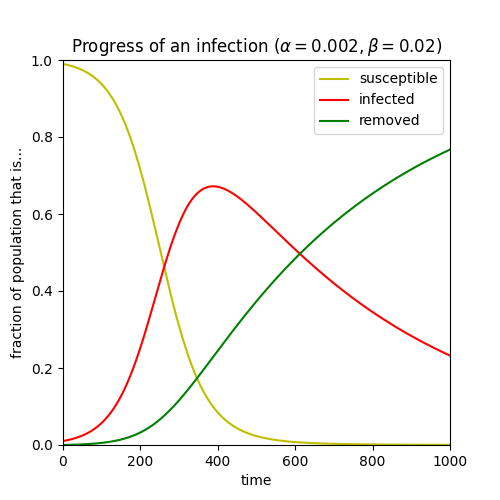 Progress of an infection (α = 0.002, β = 0.02)
susceptible
infected
removed
fraction of population that is...
1.0
0.8
0.6
0.4
0.2
0.0
0 200 400 600 800 1000
time